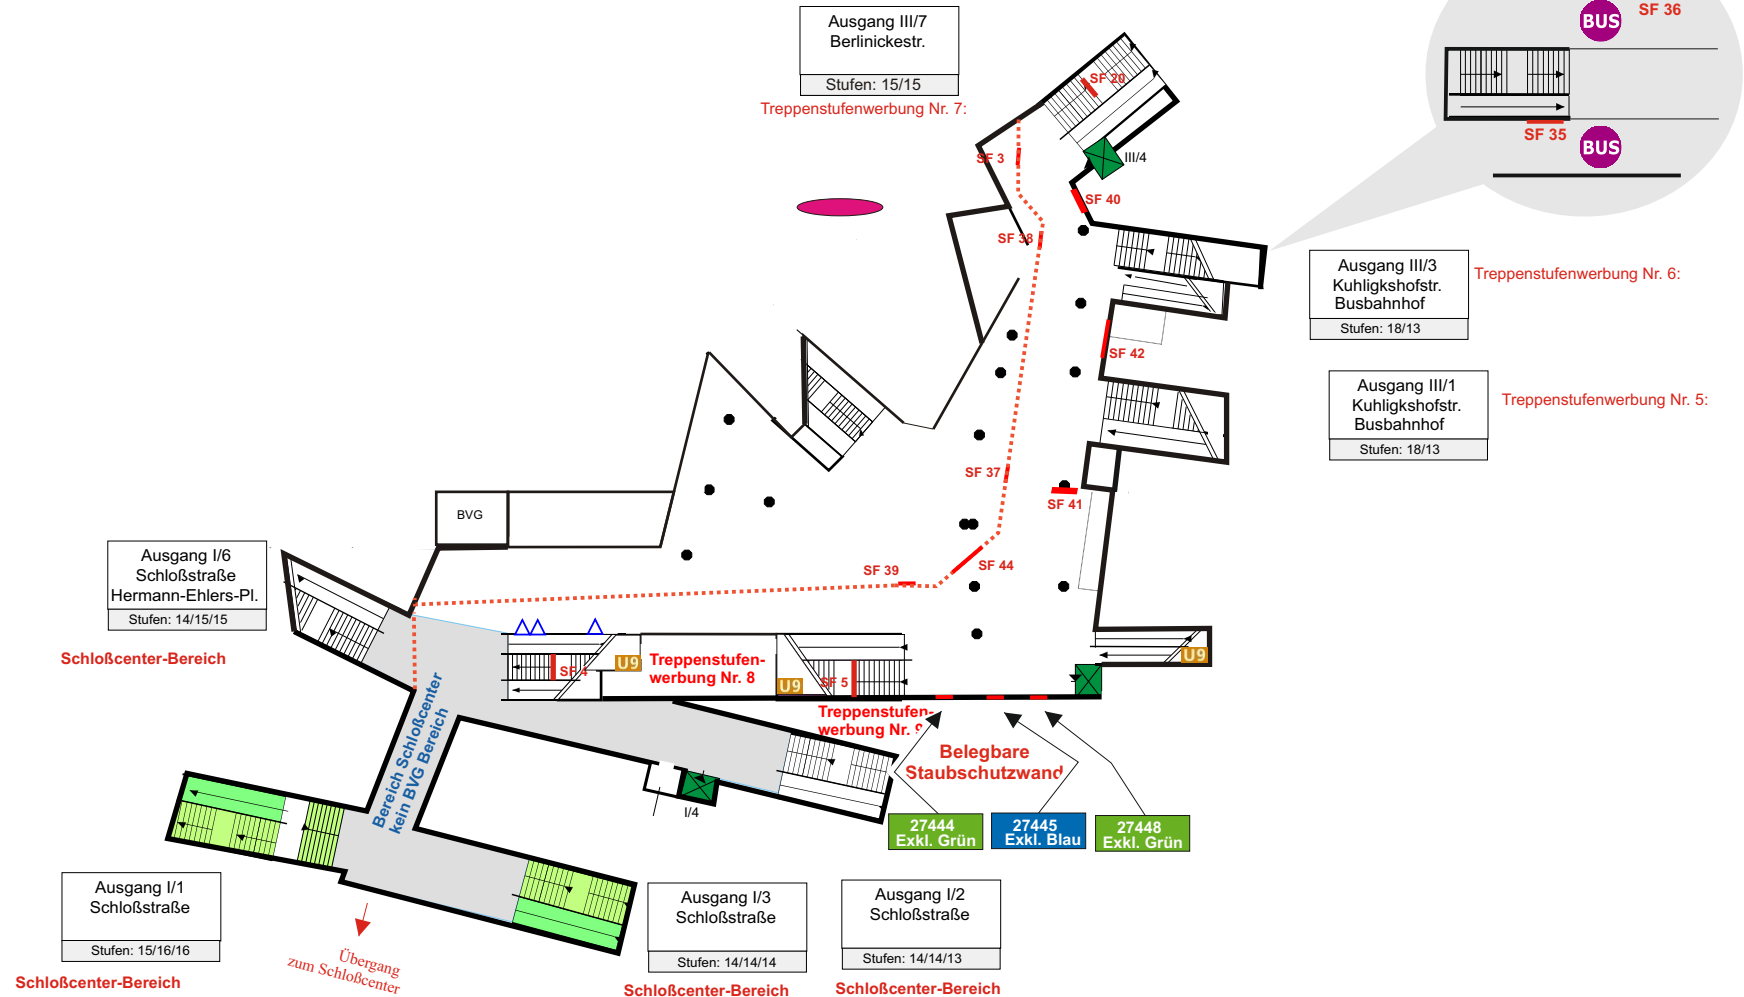 Ausgang III/7
Berlinickestr.
Stufen: 15/15
Treppenstufenwerbung Nr. 7:
BUS
SF 36
SF 35
BUS
SF 20
III/4
SF 3
SF 40
SF 38
Ausgang III/3
Kuhligkshofstr.
Busbahnhof
Stufen: 18/13
Treppenstufenwerbung Nr. 6:
SF 42
Ausgang III/1
Kuhligkshofstr.
Busbahnhof
Stufen: 18/13
Treppenstufenwerbung Nr. 5:
SF 37
SF 41
BVG
Ausgang I/6
Schloßstraße
Hermann-Ehlers-Pl.
Stufen: 14/15/15
Schloßcenter-Bereich
SF 39
SF 44
SF 4
U9
Treppenstufen-
werbung Nr. 8
U9
SF 5
U9
Treppenstufen-
werbung Nr. 9
Belegbare
Staubschutzwand
Bereich Schloßcenter
kein BVG Bereich
I/4
27444
Exkl. Grün
27445
Exkl. Blau
27448
Exkl. Grün
Ausgang I/1
Schloßstraße
Stufen: 15/16/16
Schloßcenter-Bereich
Übergang
zum Schloßcenter
Ausgang I/3
Schloßstraße
Stufen: 14/14/14
Schloßcenter-Bereich
Ausgang I/2
Schloßstraße
Stufen: 14/14/13
Schloßcenter-Bereich